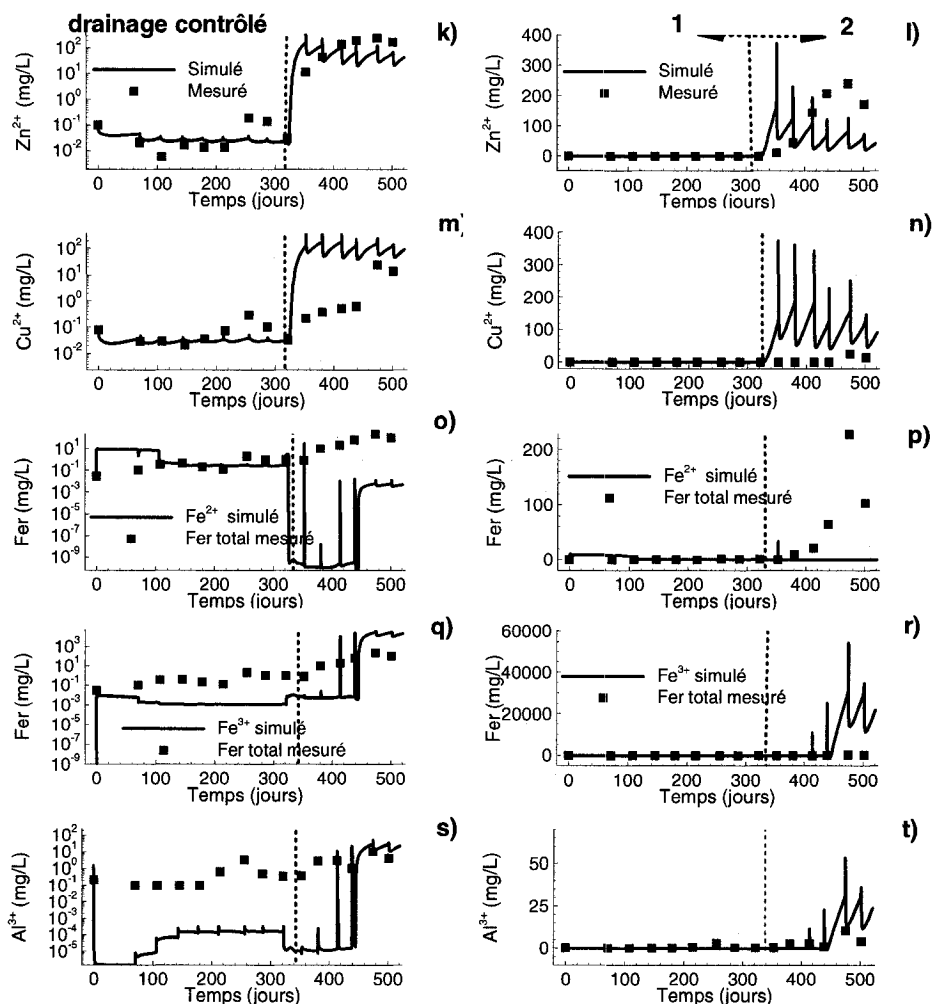 drainage contrôlé
k)
Zn²⁺ (mg/L)
10²
10¹
10⁰
10⁻¹
10⁻²
Simulé
Mesuré
0 100 200 300 400 500
Temps (jours)
1 2
l)
Zn²⁺ (mg/L)
400
300
200
100
0
Simulé
Mesuré
0 100 200 300 400 500
Temps (jours)
m)
Cu²⁺ (mg/L)
10²
10¹
10⁰
10⁻¹
10⁻²
0 100 200 300 400 500
Temps (jours)
n)
Cu²⁺ (mg/L)
400
300
200
100
0
0 100 200 300 400 500
Temps (jours)
o)
Fer (mg/L)
10¹
10⁻¹
10⁻³
10⁻⁵
10⁻⁷
10⁻⁹
Fe²⁺ simulé
Fer total mesuré
0 100 200 300 400 500
Temps (jours)
p)
Fer (mg/L)
200
100
0
Fe²⁺ simulé
Fer total mesuré
0 100 200 300 400 500
Temps (jours)
q)
Fer (mg/L)
10³
10¹
10⁻¹
10⁻³
10⁻⁵
10⁻⁷
10⁻⁹
Fe³⁺ simulé
Fer total mesuré
0 100 200 300 400 500
Temps (jours)
r)
Fer (mg/L)
60000
40000
20000
0
Fe³⁺ simulé
Fer total mesuré
0 100 200 300 400 500
Temps (jours)
s)
Al³⁺ (mg/L)
10²
10¹
10⁰
10⁻¹
10⁻²
10⁻³
10⁻⁴
10⁻⁵
0 100 200 300 400 500
Temps (jours)
t)
Al³⁺ (mg/L)
50
25
0
0 100 200 300 400 500
Temps (jours)